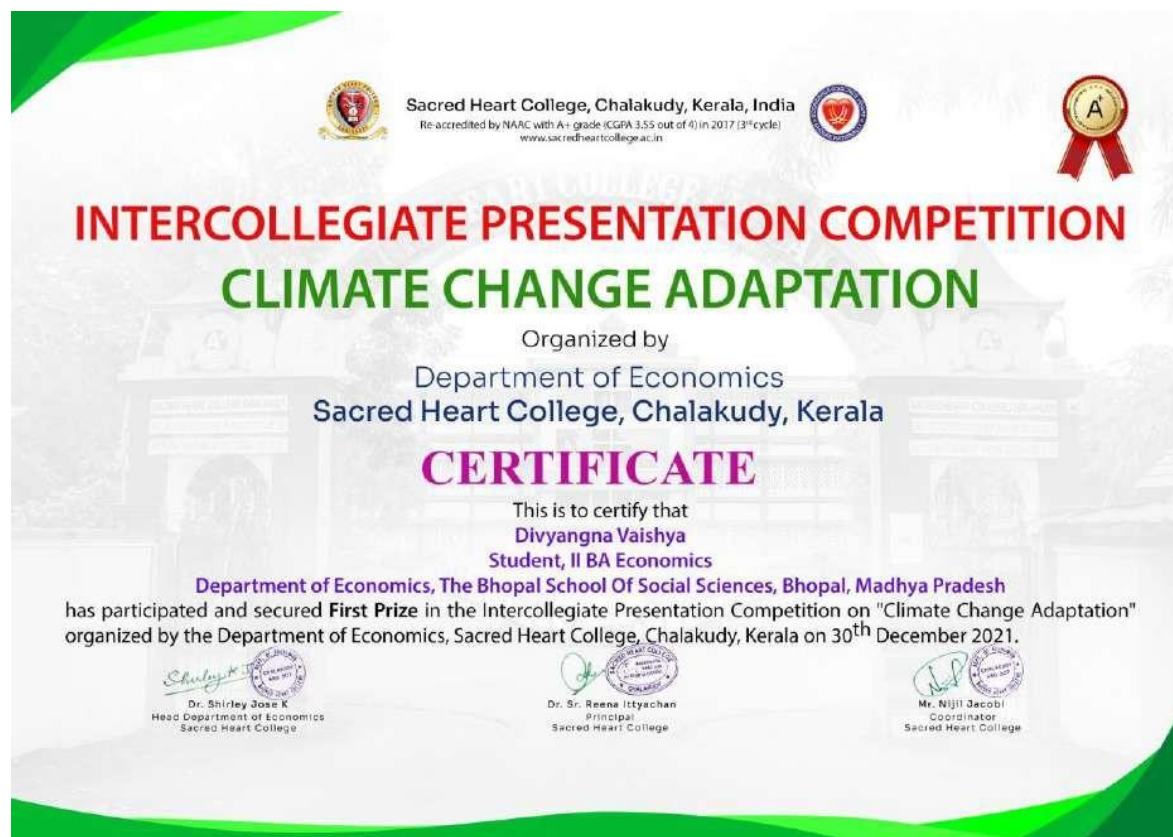 Sacred Heart College, Chalakudy, Kerala, India
Re-accredited by NAAC with A+ grade (CGPA 3.55 out of 4) in 2017 (3rd cycle)
www.sacredheartcollege.ac.in
A+
INTERCOLLEGIATE PRESENTATION COMPETITION
CLIMATE CHANGE ADAPTATION
Organized by
Department of Economics
Sacred Heart College, Chalakudy, Kerala
CERTIFICATE
This is to certify that
Divyangna Vaishya
Student, II BA Economics
Department of Economics, The Bhopal School Of Social Sciences, Bhopal, Madhya Pradesh
has participated and secured First Prize in the Intercollegiate Presentation Competition on "Climate Change Adaptation"
organized by the Department of Economics, Sacred Heart College, Chalakudy, Kerala on 30th December 2021.
Shirley K J
Dr. Shirley Jose K
Head Department of Economics
Sacred Heart College
Dr. Sr. Reena Ittyachan
Principal
Sacred Heart College
Mr. Nijil Jacobi
Coordinator
Sacred Heart College